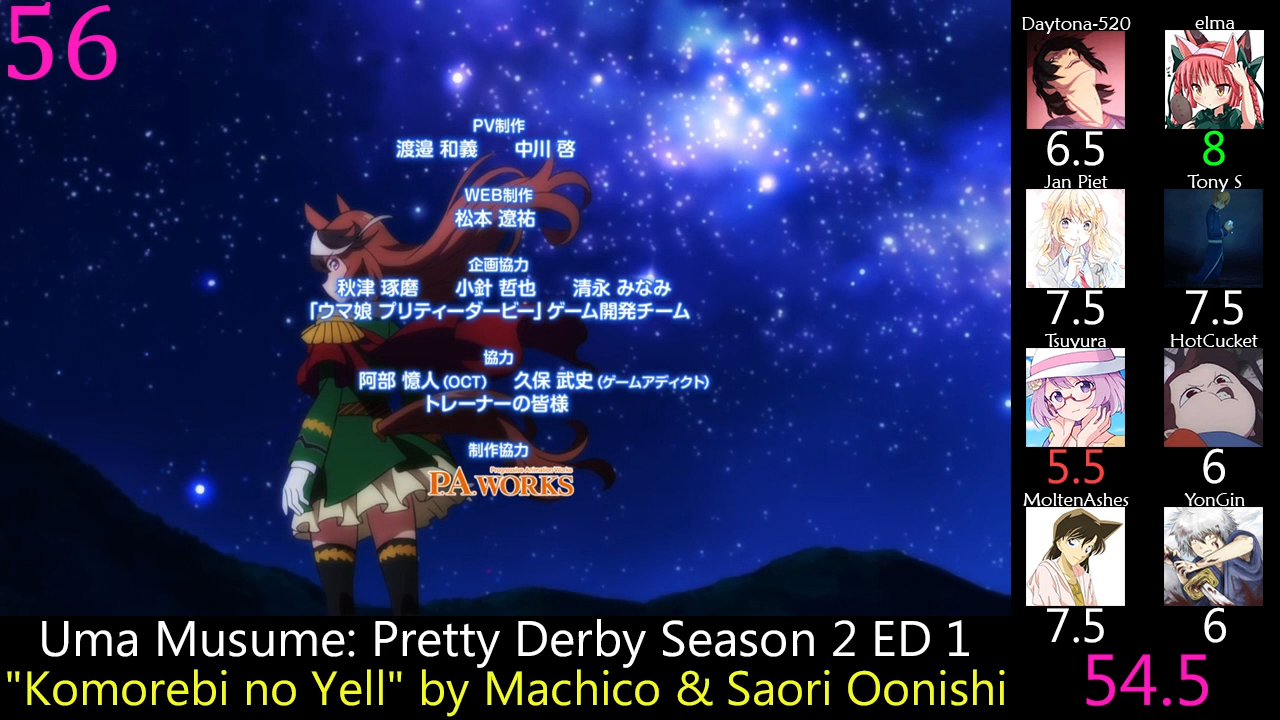 56
PV制作
渡邉 和義 中川 啓
WEB制作
松本 遼祐
企画協力
秋津 琢磨 小針 哲也 清永 みなみ
「ウマ娘 プリティーダービー」ゲーム開発チーム
協力
阿部 憶人(OCT) 久保 武史(ゲームアディクト)
トレーナーの皆様
制作協力
Progressive Animation Works
P.A.WORKS
Uma Musume: Pretty Derby Season 2 ED 1
"Komorebi no Yell" by Machico & Saori Oonishi
Daytona-520 elma
6.5 8
Jan Piet Tony S
7.5 7.5
Tsuyura HotCucket
5.5 6
MoltenAshes YonGin
7.5 6
54.5